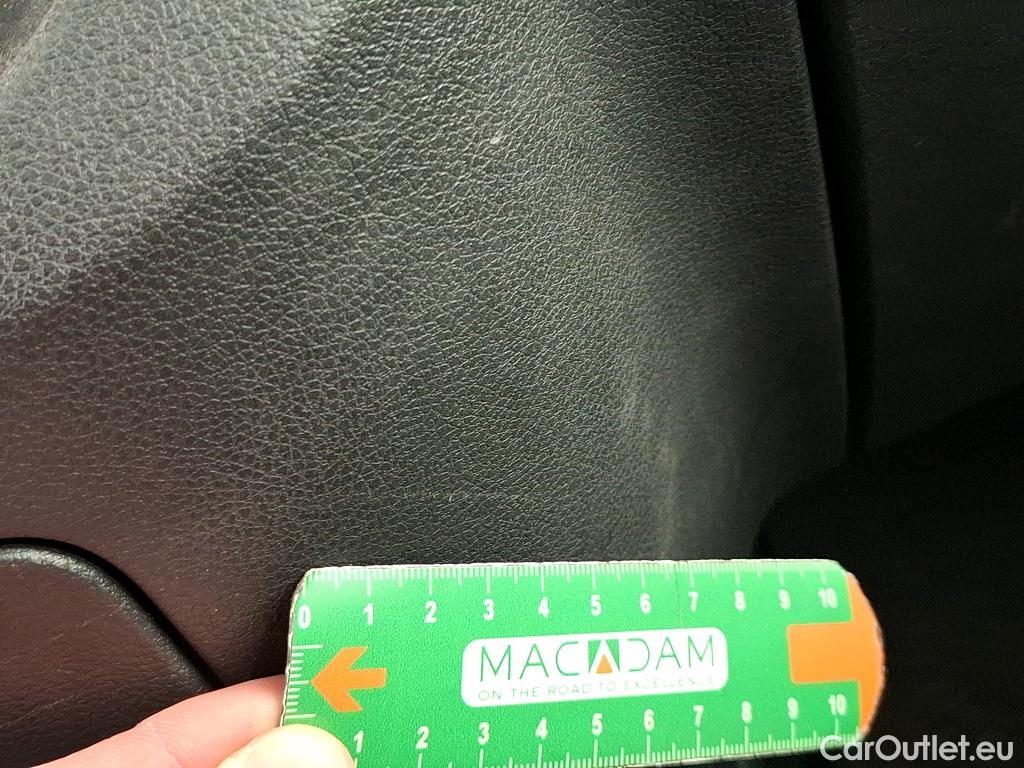 0 1 2 3 4 5 6 7 8 9 10
MACADAM
ON THE ROAD TO EXCELLENCE
1 2 3 4 5 6 7 8 9 10
CarOutlet.eu